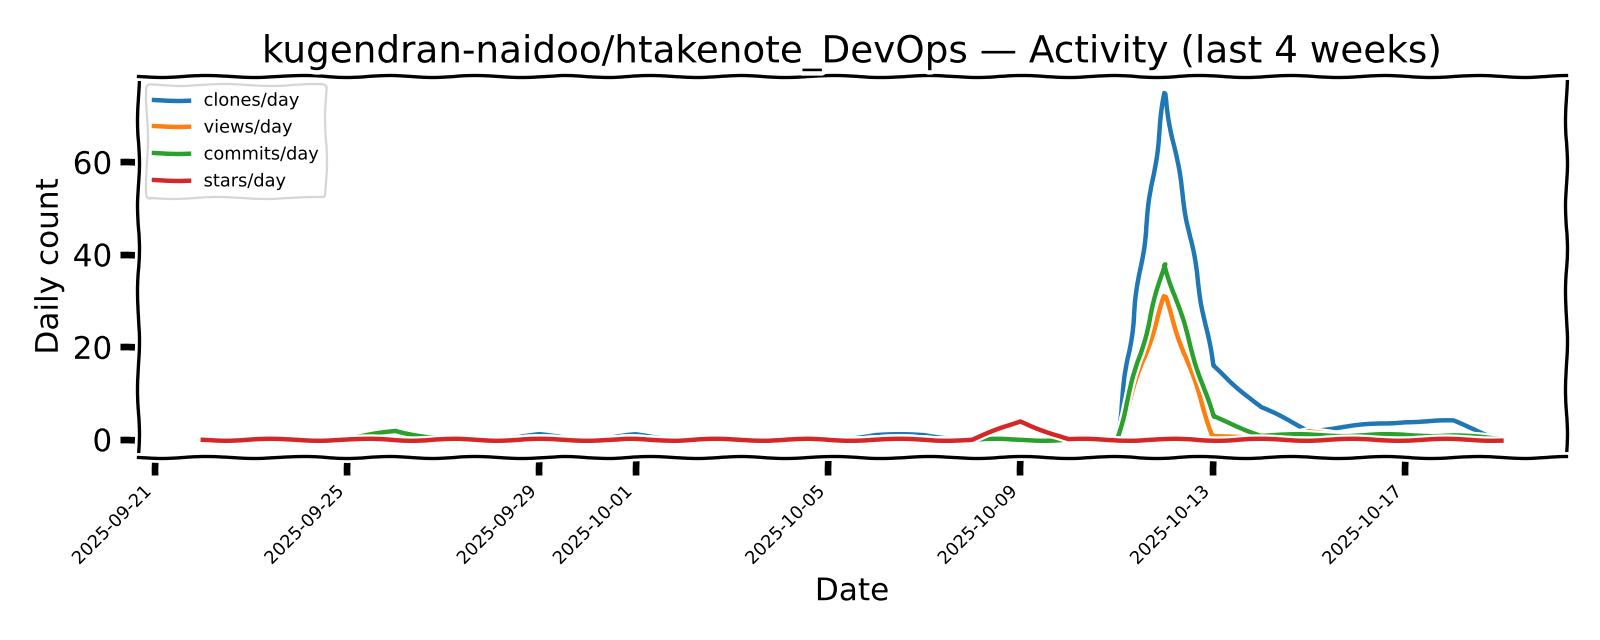 kugendran-naidoo/htakenote_DevOps — Activity (last 4 weeks)
clones/day
views/day
commits/day
stars/day
Daily count
60
40
20
0
2025-09-21
2025-09-25
2025-09-29
2025-10-01
2025-10-05
2025-10-09
2025-10-13
2025-10-17
Date